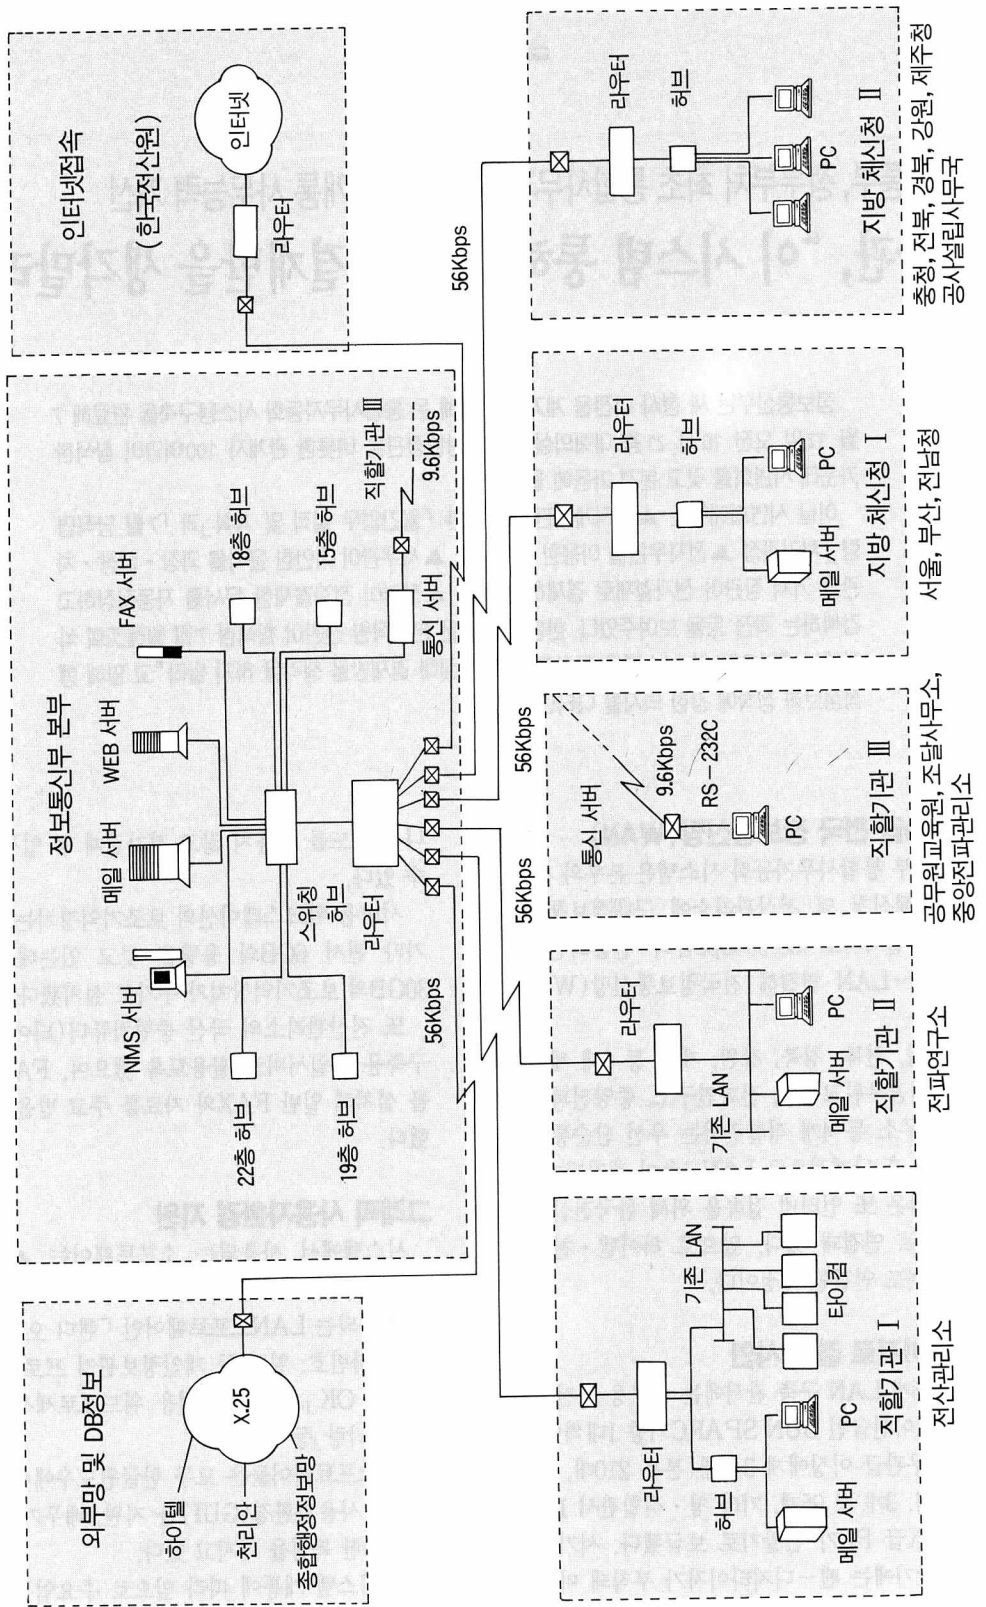 외부망 및 DB정보
X.25
하이텔
천리안
종합행정정보망
정보통신부 본부
NMS 서버
메일 서버
WEB 서버
FAX 서버
22층 허브
19층 허브
스위칭
허브
라우터
18층 허브
15층 허브
통신 서버
직할기관 Ⅲ
9.6Kbps
56Kbps
인터넷접속
(한국전산원)
라우터
인터넷
56Kbps
56Kbps
56Kbps
라우터
기존 LAN
허브
메일 서버
PC
타이컴
직할기관 Ⅰ
전산관리소
라우터
기존 LAN
메일 서버
PC
직할기관 Ⅱ
전파연구소
통신 서버
9.6Kbps
RS-232C
PC
직할기관 Ⅲ
공무원교육원, 조달사무소,
중앙전파관리소
라우터
허브
메일 서버
PC
지방 체신청 Ⅰ
서울, 부산, 전남청
라우터
허브
PC
지방 체신청 Ⅱ
충청, 전북, 경북, 강원, 제주청
공사설립사무국